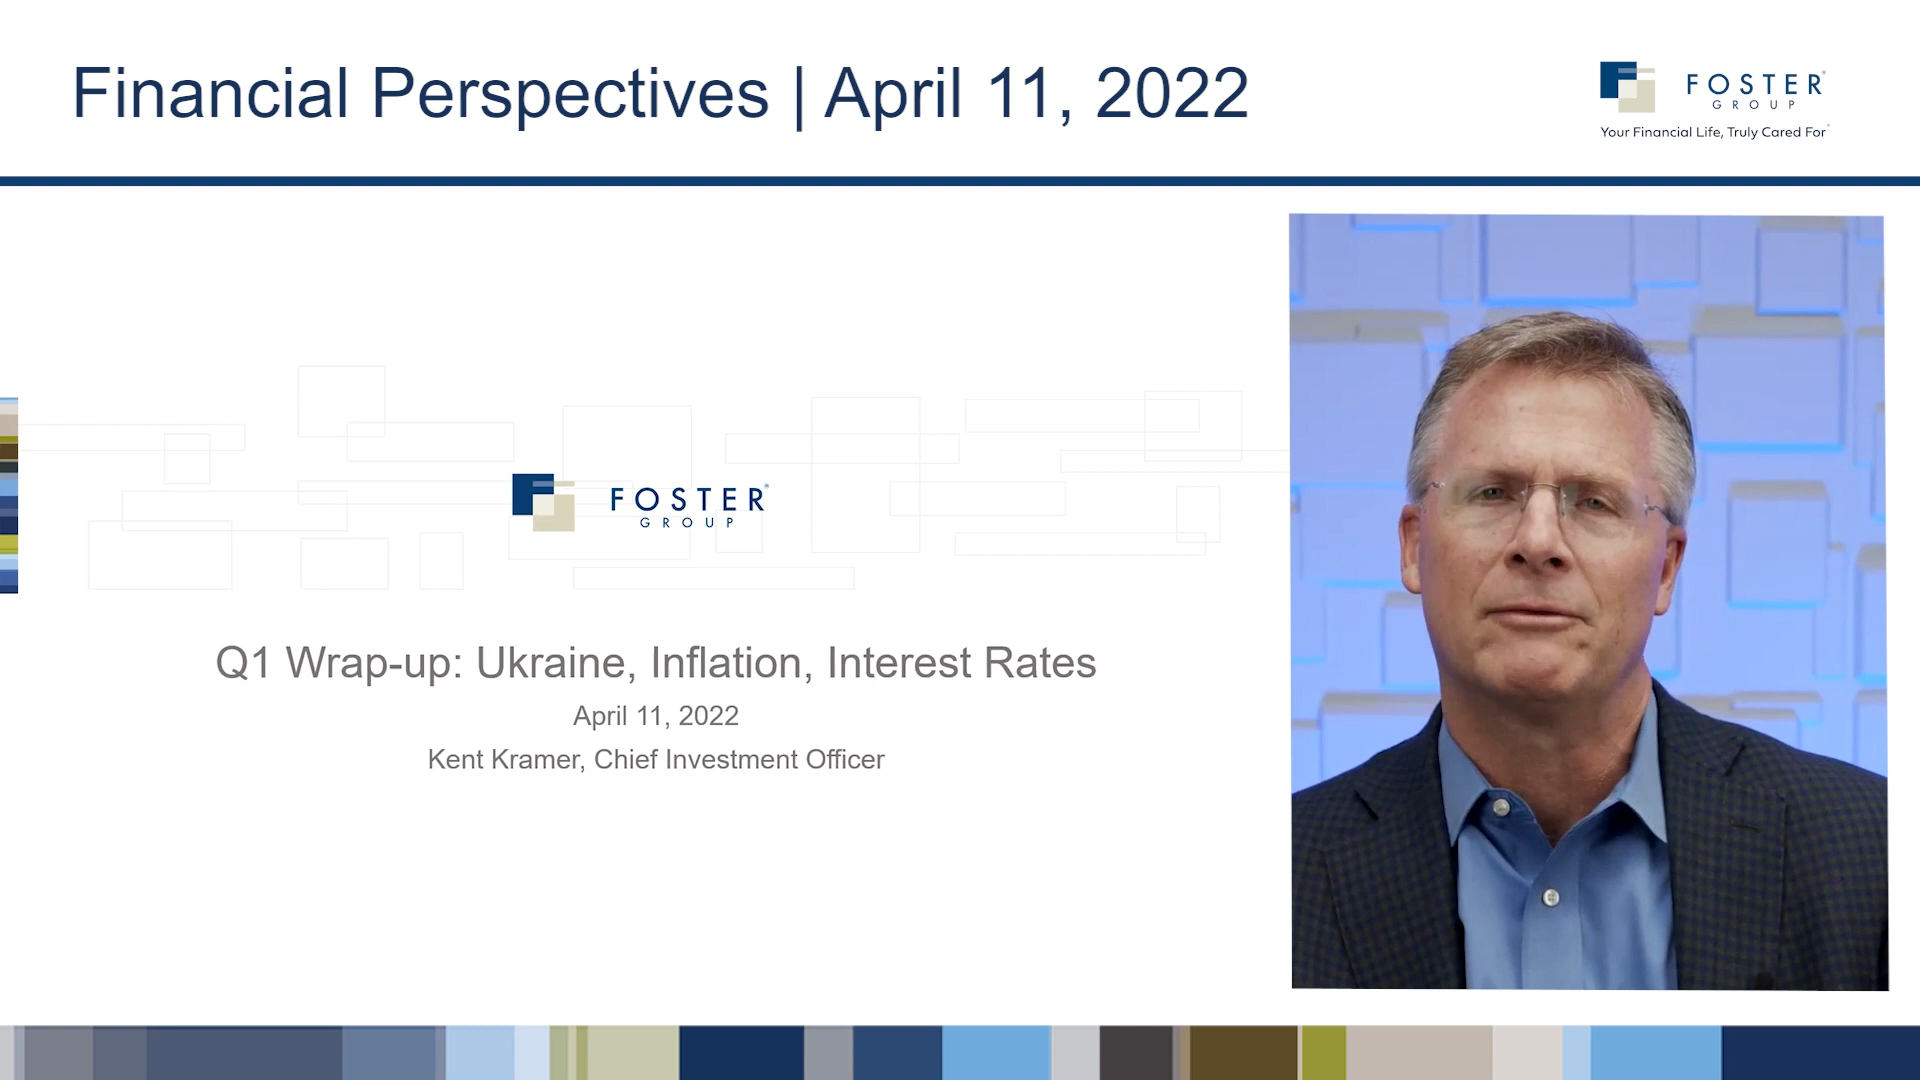 Financial Perspectives | April 11, 2022
FOSTER®
GROUP
Your Financial Life, Truly Cared For
FOSTER®
GROUP
Q1 Wrap-up: Ukraine, Inflation, Interest Rates
April 11, 2022
Kent Kramer, Chief Investment Officer